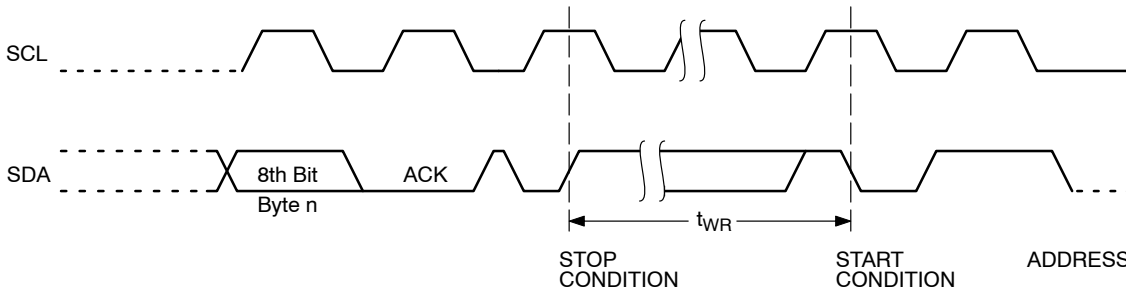 SCL
SDA
8th Bit
ACK
Byte n
tWR
STOP
CONDITION
START
CONDITION
ADDRESS